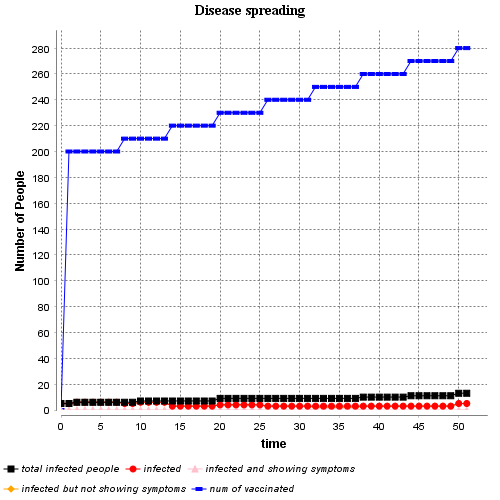 Disease spreading
280
260
240
220
200
180
160
140
120
100
80
60
40
20
0
Number of People
0 5 10 15 20 25 30 35 40 45 50
time
total infected people infected infected and showing symptoms
infected but not showing symptoms num of vaccinated